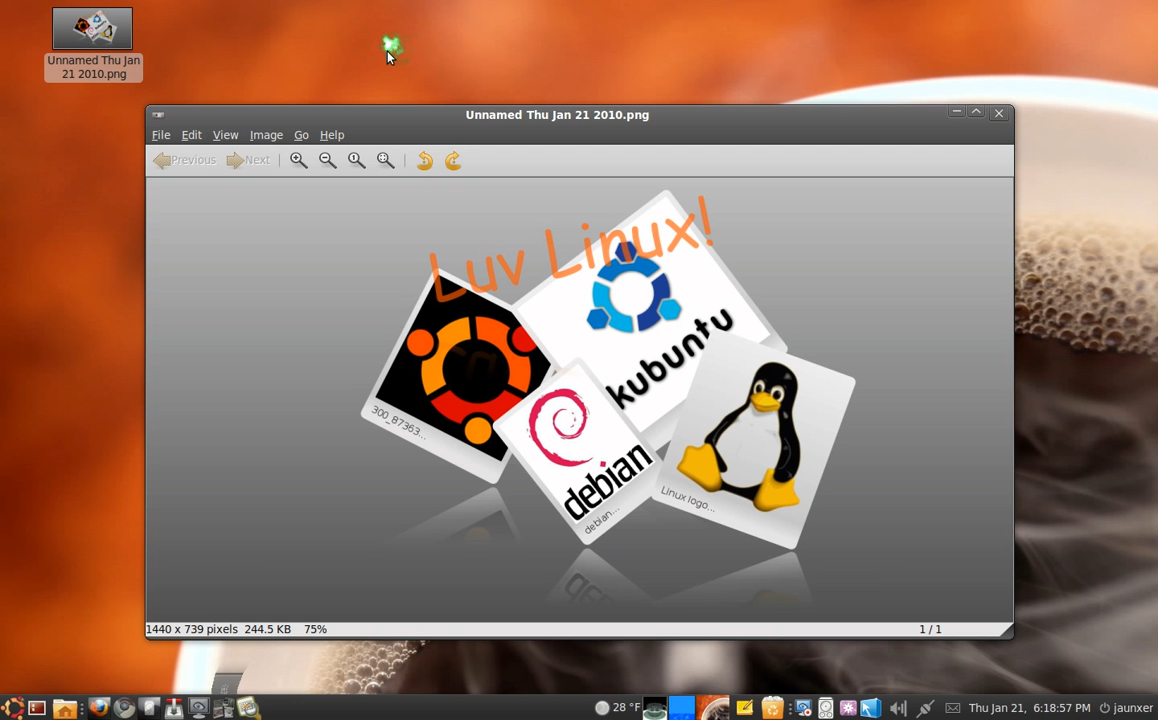 Unnamed Thu Jan
21 2010.png
Unnamed Thu Jan 21 2010.png
File Edit View Image Go Help
Previous Next
Luv Linux!
kubuntu
300_87363...
debian
debian...
Linux logo...
1440 x 739 pixels 244.5 KB 75% 1 / 1
28 °F Thu Jan 21, 6:18:57 PM jaunxer